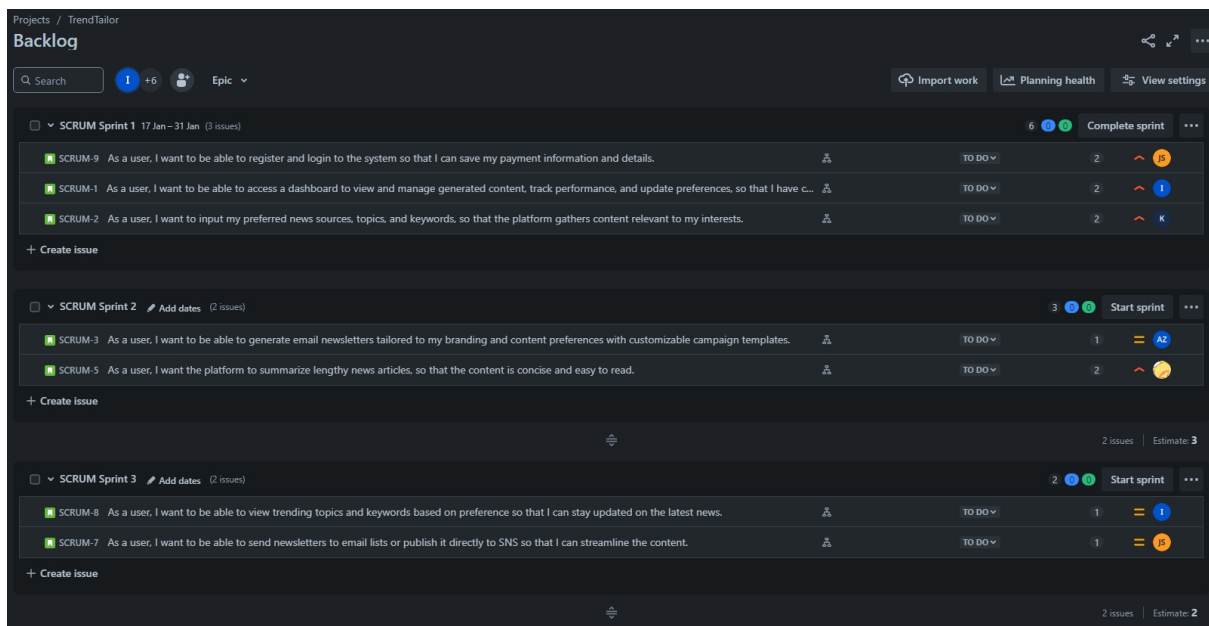 Projects / TrendTailor
Backlog
Search I +6 Epic Import work Planning health View settings
SCRUM Sprint 1 17 Jan – 31 Jan (3 issues) 6 0 0 Complete sprint
SCRUM-9 As a user, I want to be able to register and login to the system so that I can save my payment information and details. TO DO 2 JS
SCRUM-1 As a user, I want to be able to access a dashboard to view and manage generated content, track performance, and update preferences, so that I have c... TO DO 2 I
SCRUM-2 As a user, I want to input my preferred news sources, topics, and keywords, so that the platform gathers content relevant to my interests. TO DO 2 K
+ Create issue
SCRUM Sprint 2 Add dates (2 issues) 3 0 0 Start sprint
SCRUM-3 As a user, I want to be able to generate email newsletters tailored to my branding and content preferences with customizable campaign templates. TO DO 1 AZ
SCRUM-5 As a user, I want the platform to summarize lengthy news articles, so that the content is concise and easy to read. TO DO 2
+ Create issue
2 issues Estimate: 3
SCRUM Sprint 3 Add dates (2 issues) 2 0 0 Start sprint
SCRUM-8 As a user, I want to be able to view trending topics and keywords based on preference so that I can stay updated on the latest news. TO DO 1 I
SCRUM-7 As a user, I want to be able to send newsletters to email lists or publish it directly to SNS so that I can streamline the content. TO DO 1 JS
+ Create issue
2 issues Estimate: 2